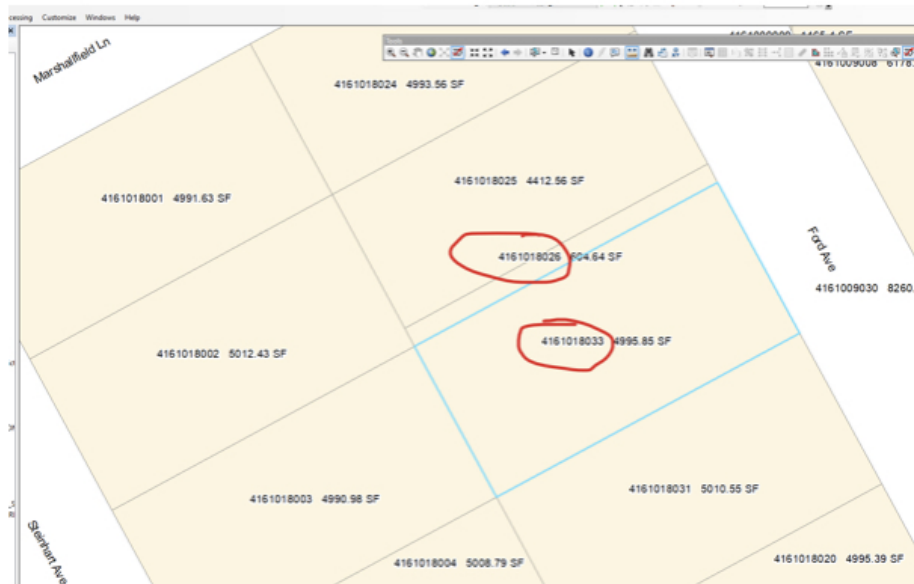 Customize Windows Help
Marshallfield Ln
Tools
4161018024 4993.56 SF
4161018001 4991.63 SF
4161018025 4412.56 SF
4161018026 604.64 SF
Ford Ave
4161009030 8260.
4161018033 4995.85 SF
4161018002 5012.43 SF
4161018003 4990.98 SF
4161018031 5010.55 SF
Steinhart Ave
4161018004 5008.79 SF
4161018020 4995.39 SF